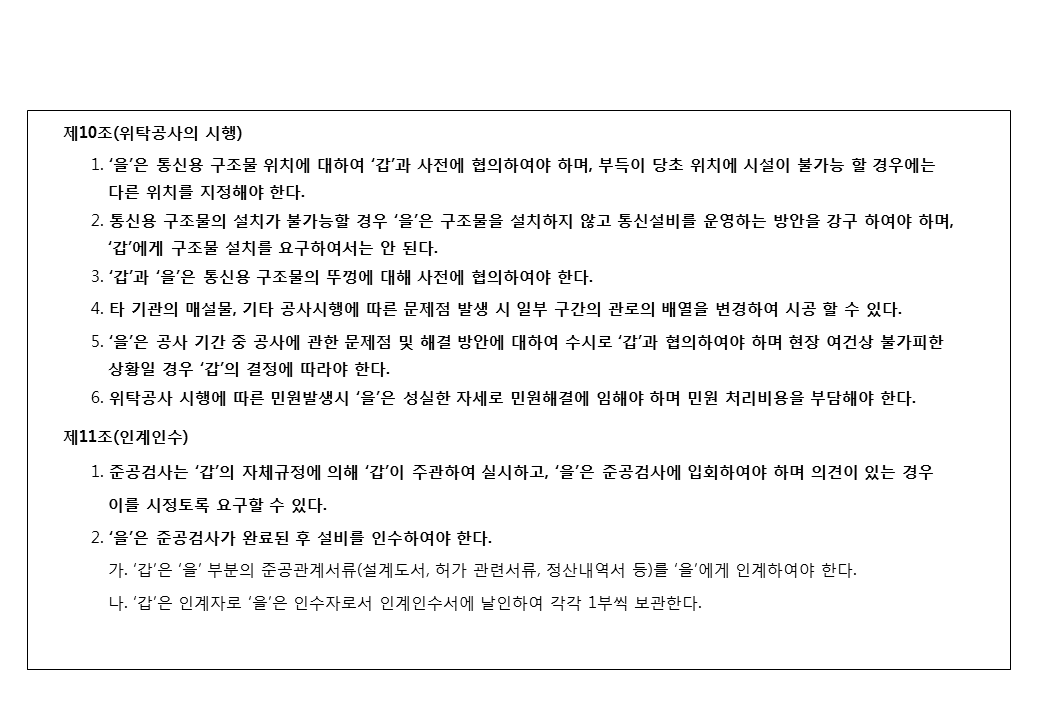 제10조(위탁공사의 시행)
1. ‘을’은 통신용 구조물 위치에 대하여 ‘갑’과 사전에 협의하여야 하며, 부득이 당초 위치에 시설이 불가능 할 경우에는
다른 위치를 지정해야 한다.
2. 통신용 구조물의 설치가 불가능할 경우 ‘을’은 구조물을 설치하지 않고 통신설비를 운영하는 방안을 강구 하여야 하며,
‘갑’에게 구조물 설치를 요구하여서는 안 된다.
3. ‘갑’과 ‘을’은 통신용 구조물의 뚜껑에 대해 사전에 협의하여야 한다.
4. 타 기관의 매설물, 기타 공사시행에 따른 문제점 발생 시 일부 구간의 관로의 배열을 변경하여 시공 할 수 있다.
5. ‘을’은 공사 기간 중 공사에 관한 문제점 및 해결 방안에 대하여 수시로 ‘갑’과 협의하여야 하며 현장 여건상 불가피한
상황일 경우 ‘갑’의 결정에 따라야 한다.
6. 위탁공사 시행에 따른 민원발생시 ‘을’은 성실한 자세로 민원해결에 임해야 하며 민원 처리비용을 부담해야 한다.
제11조(인계인수)
1. 준공검사는 ‘갑’의 자체규정에 의해 ‘갑’이 주관하여 실시하고, ‘을’은 준공검사에 입회하여야 하며 의견이 있는 경우
이를 시정토록 요구할 수 있다.
2. ‘을’은 준공검사가 완료된 후 설비를 인수하여야 한다.
가. ‘갑’은 ‘을’ 부분의 준공관계서류(설계도서, 허가 관련서류, 정산내역서 등)를 ‘을’에게 인계하여야 한다.
나. ‘갑’은 인계자로 ‘을’은 인수자로서 인계인수서에 날인하여 각각 1부씩 보관한다.